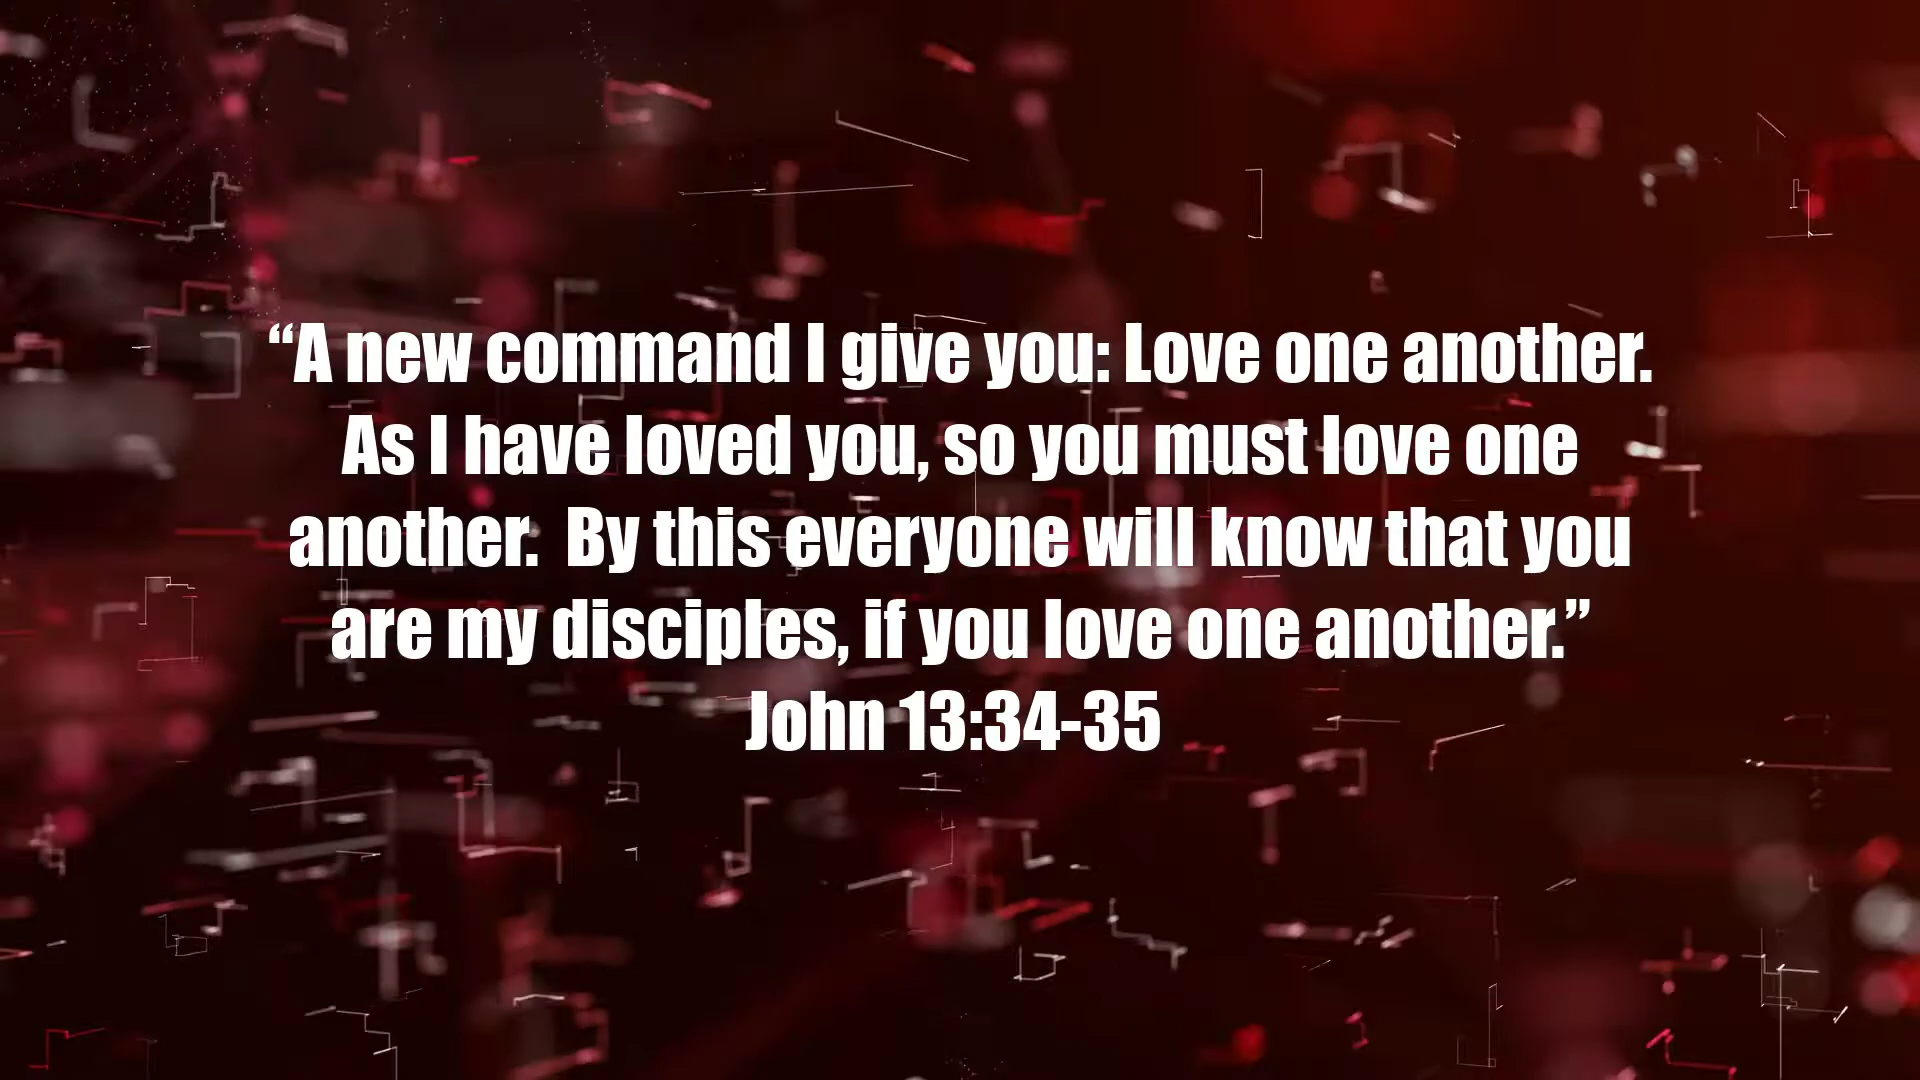 “A new command I give you: Love one another.
As I have loved you, so you must love one
another.  By this everyone will know that you
are my disciples, if you love one another.”
John 13:34-35